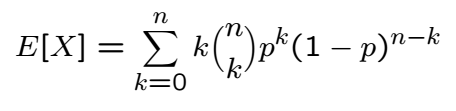 $E[X] = \sum_{k=0}^{n} k \binom{n}{k} p^k (1-p)^{n-k}$